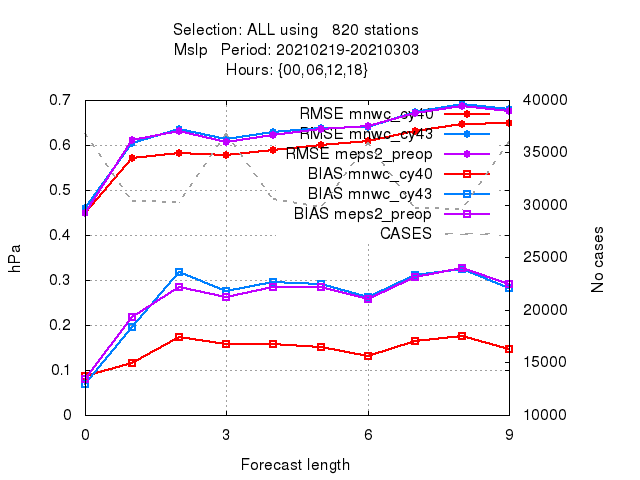 Selection: ALL using   820 stations
Mslp   Period: 20210219-20210303
Hours: {00,06,12,18}
0.7
0.6
0.5
0.4
0.3
0.2
0.1
0
hPa
40000
35000
30000
25000
20000
15000
10000
No cases
RMSE mnwc_cy40
RMSE mnwc_cy43
RMSE meps2_preop
BIAS mnwc_cy40
BIAS mnwc_cy43
BIAS meps2_preop
CASES
0 3 6 9
Forecast length